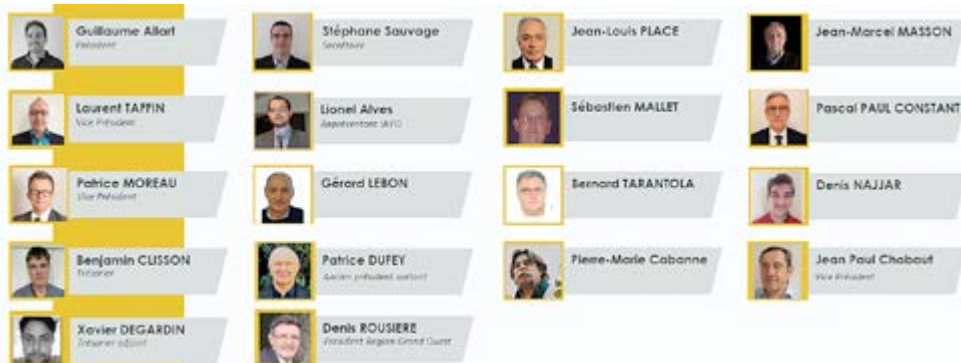 Guillaume Allart
Président
Laurent TAFFIN
Vice Président
Patrice MOREAU
Vice Président
Benjamin CLISSON
Trésorier
Xavier DEGARDIN
Trésorier adjoint
Stéphane Sauvage
Secrétaire
Lionel Alves
Représentant
Gérard LEBON
Patrice DUFEY
Ancien président sortant
Denis ROUSIERE
Président Région Grand Ouest
Jean-Louis PLACE
Sébastien MALLET
Bernard TARANTOLA
Pierre-Marie Cabanne
Jean-Marcel MASSON
Pascal PAUL CONSTANT
Denis NAJJAR
Jean Paul Chabaut
Vice Président